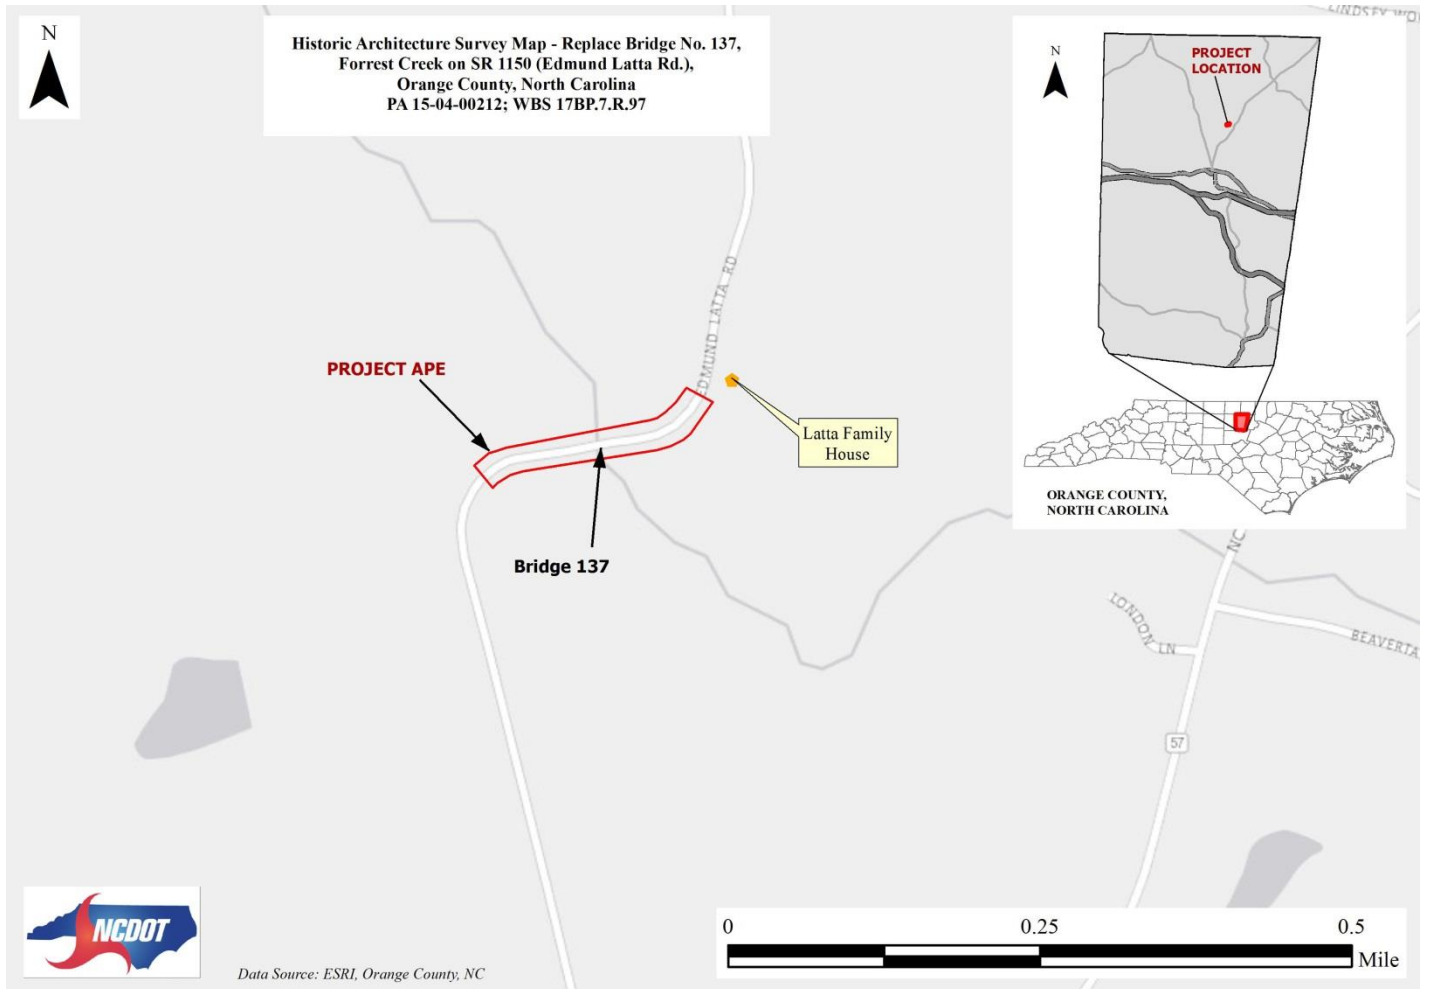 N
Historic Architecture Survey Map - Replace Bridge No. 137,
Forrest Creek on SR 1150 (Edmund Latta Rd.),
Orange County, North Carolina
PA 15-04-00212; WBS 17BP.7.R.97
N
PROJECT
LOCATION
EDMUND LATTA RD
PROJECT APE
Latta Family
House
Bridge 137
ORANGE COUNTY,
NORTH CAROLINA
NC
LONDON LN
BEAVERTA
57
NCDOT
Data Source: ESRI, Orange County, NC
0 0.25 0.5
Mile